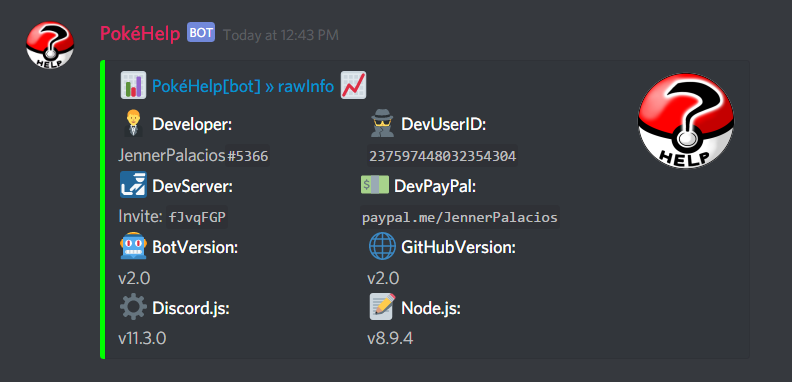 PokéHelp BOT Today at 12:43 PM
HELP
PokéHelp[bot] » rawInfo
HELP
Developer: DevUserID:
JennerPalacios#5366 237597448032354304
DevServer: DevPayPal:
Invite: fJvqFGP paypal.me/JennerPalacios
BotVersion: GitHubVersion:
v2.0 v2.0
Discord.js: Node.js:
v11.3.0 v8.9.4